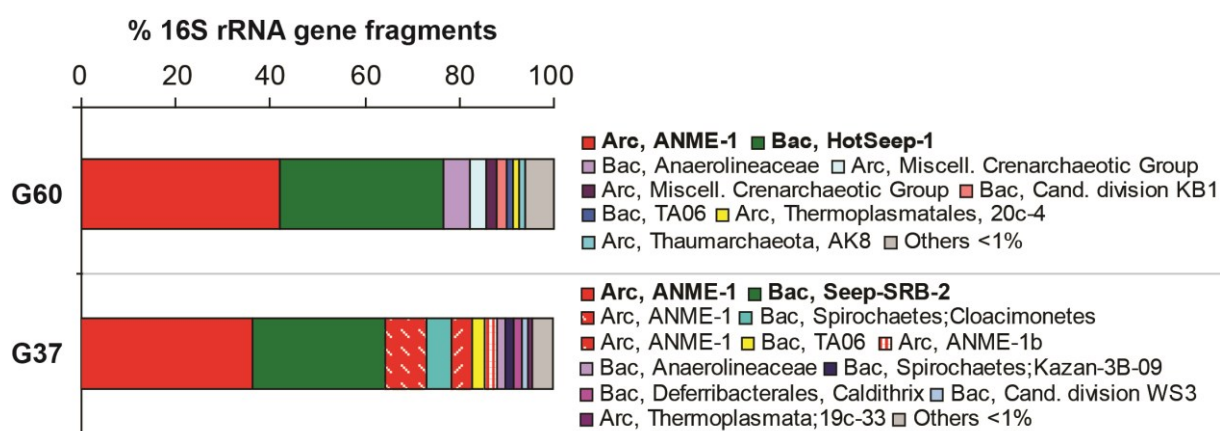 % 16S rRNA gene fragments
0 20 40 60 80 100
G60
Arc, ANME-1 Bac, HotSeep-1
Bac, Anaerolineaceae Arc, Miscell. Crenarchaeotic Group
Arc, Miscell. Crenarchaeotic Group Bac, Cand. division KB1
Bac, TA06 Arc, Thermoplasmatales, 20c-4
Arc, Thaumarchaeota, AK8 Others <1%
G37
Arc, ANME-1 Bac, Seep-SRB-2
Arc, ANME-1 Bac, Spirochaetes;Cloacimonetes
Arc, ANME-1 Bac, TA06 Arc, ANME-1b
Bac, Anaerolineaceae Bac, Spirochaetes;Kazan-3B-09
Bac, Deferribacterales, Caldithrix Bac, Cand. division WS3
Arc, Thermoplasmata;19c-33 Others <1%